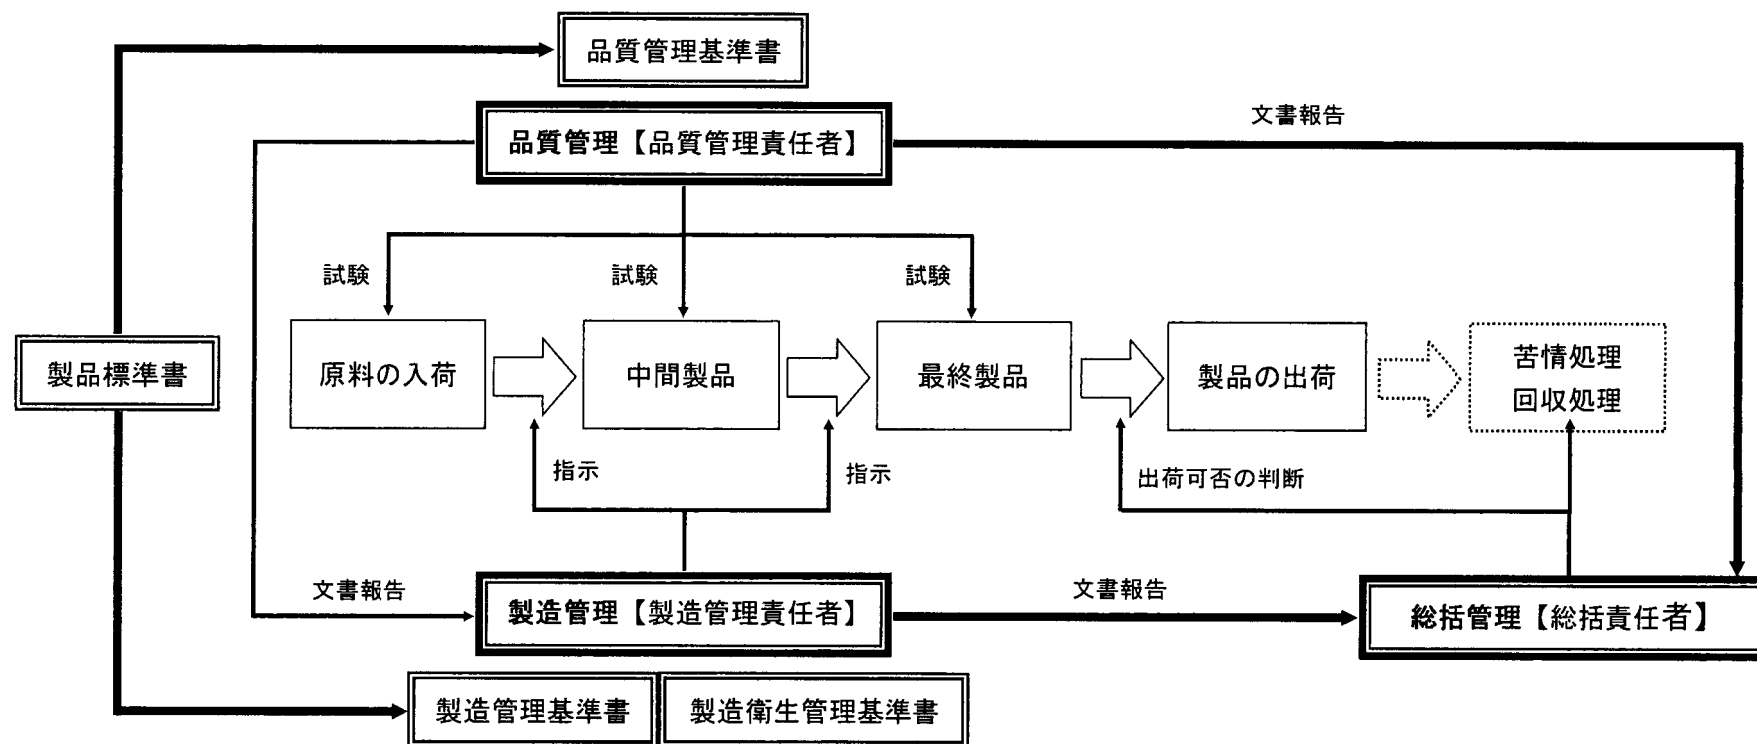 品質管理基準書
文書報告
品質管理【品質管理責任者】
試験
試験
試験
製品標準書
原料の入荷
中間製品
最終製品
製品の出荷
苦情処理
回収処理
指示
指示
出荷可否の判断
文書報告
文書報告
製造管理【製造管理責任者】
総括管理【総括責任者】
製造管理基準書
製造衛生管理基準書